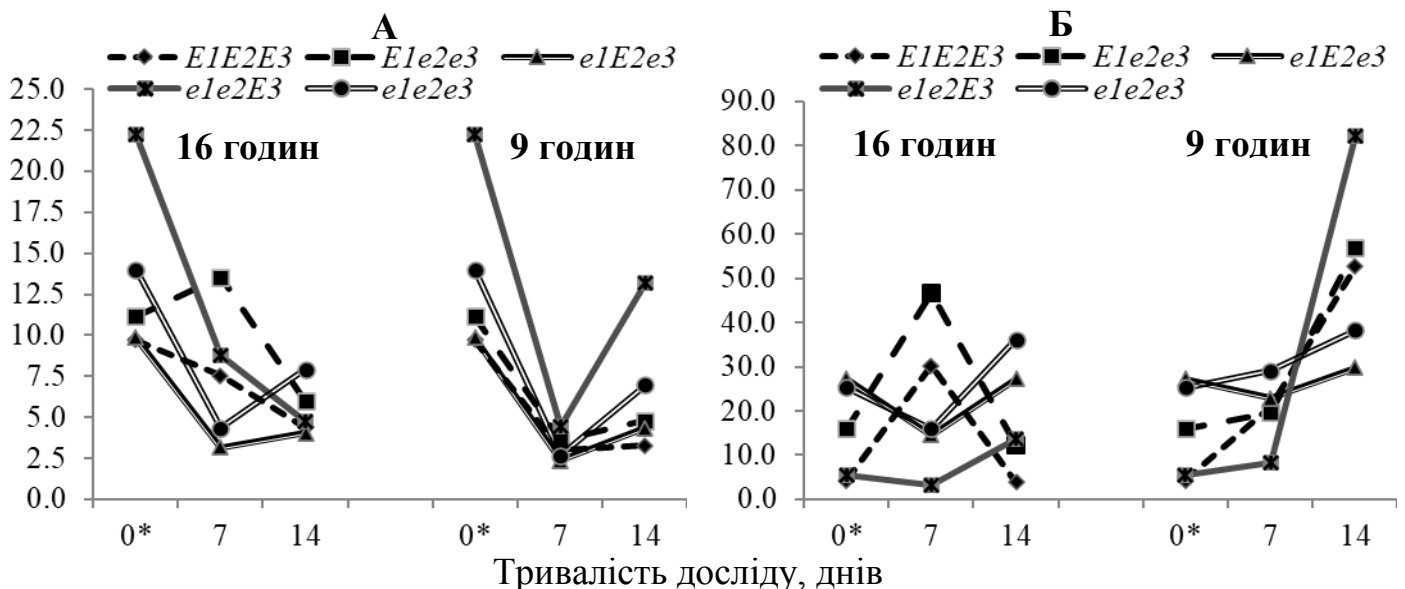 А
E1E2E3 E1e2e3 e1E2e3
e1e2E3 e1e2e3
25.0
22.5
20.0
17.5
15.0
12.5
10.0
7.5
5.0
2.5
0.0
16 годин 9 годин
0* 7 14 0* 7 14
Б
E1E2E3 E1e2e3 e1E2e3
e1e2E3 e1e2e3
90.0
80.0
70.0
60.0
50.0
40.0
30.0
20.0
10.0
0.0
16 годин 9 годин
0* 7 14 0* 7 14
Тривалість досліду, днів